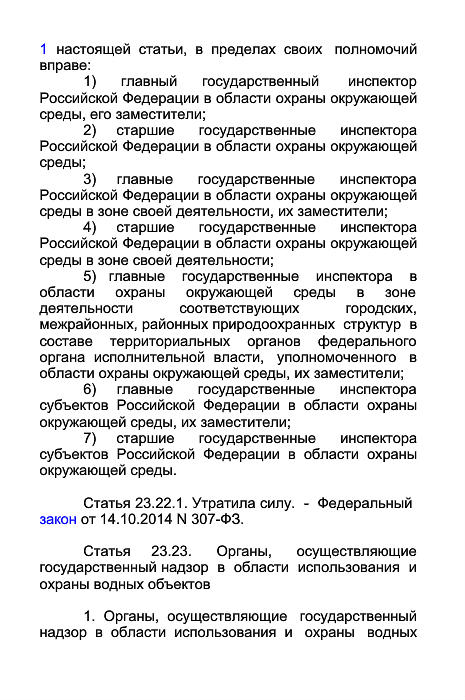 1 настоящей статьи, в пределах своих полномочий
вправе:
1) главный государственный инспектор
Российской Федерации в области охраны окружающей
среды, его заместители;
2) старшие государственные инспектора
Российской Федерации в области охраны окружающей
среды;
3) главные государственные инспектора
Российской Федерации в области охраны окружающей
среды в зоне своей деятельности, их заместители;
4) старшие государственные инспектора
Российской Федерации в области охраны окружающей
среды в зоне своей деятельности;
5) главные государственные инспектора в
области охраны окружающей среды в зоне
деятельности соответствующих городских,
межрайонных, районных природоохранных структур в
составе территориальных органов федерального
органа исполнительной власти, уполномоченного в
области охраны окружающей среды, их заместители;
6) главные государственные инспектора
субъектов Российской Федерации в области охраны
окружающей среды, их заместители;
7) старшие государственные инспектора
субъектов Российской Федерации в области охраны
окружающей среды.
Статья 23.22.1. Утратила силу. - Федеральный
закон от 14.10.2014 N 307-ФЗ.
Статья 23.23. Органы, осуществляющие
государственный надзор в области использования и
охраны водных объектов
1. Органы, осуществляющие государственный
надзор в области использования и охраны водных